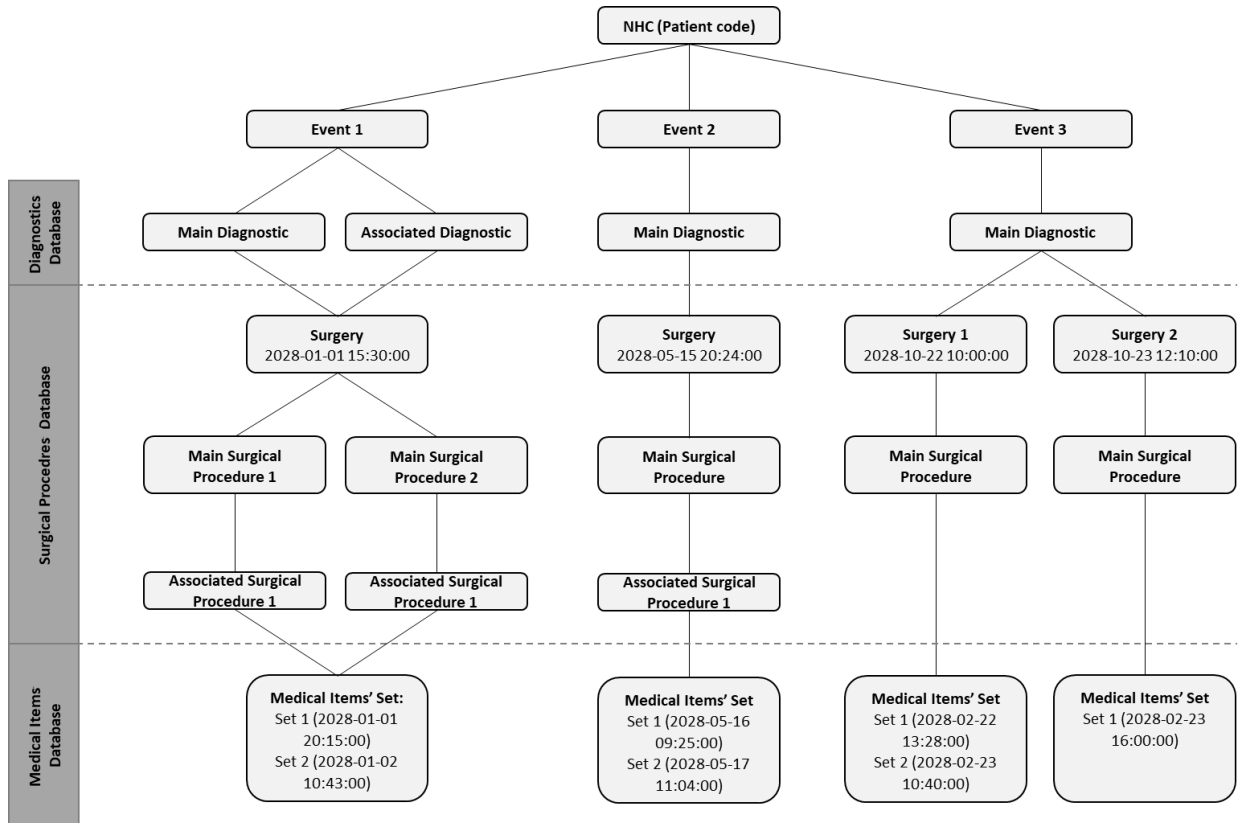 NHC (Patient code)
Event 1
Event 2
Event 3
Diagnostics
Database
Main Diagnostic
Associated Diagnostic
Main Diagnostic
Main Diagnostic
Surgical Procedres Database
Surgery
2028-01-01 15:30:00
Surgery
2028-05-15 20:24:00
Surgery 1
2028-10-22 10:00:00
Surgery 2
2028-10-23 12:10:00
Main Surgical
Procedure 1
Main Surgical
Procedure 2
Main Surgical
Procedure
Main Surgical
Procedure
Main Surgical
Procedure
Associated Surgical
Procedure 1
Associated Surgical
Procedure 1
Associated Surgical
Procedure 1
Medical Items
Database
Medical Items’ Set:
Set 1 (2028-01-01
20:15:00)
Set 2 (2028-01-02
10:43:00)
Medical Items’ Set
Set 1 (2028-05-16
09:25:00)
Set 2 (2028-05-17
11:04:00)
Medical Items’ Set
Set 1 (2028-02-22
13:28:00)
Set 2 (2028-02-23
10:40:00)
Medical Items’ Set
Set 1 (2028-02-23
16:00:00)